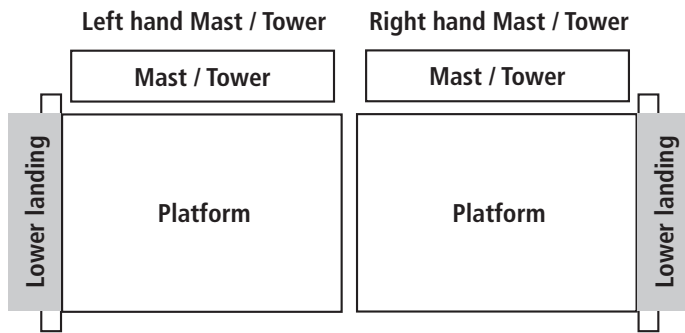 Left hand Mast / Tower
Right hand Mast / Tower
Mast / Tower
Mast / Tower
Lower landing
Platform
Platform
Lower landing